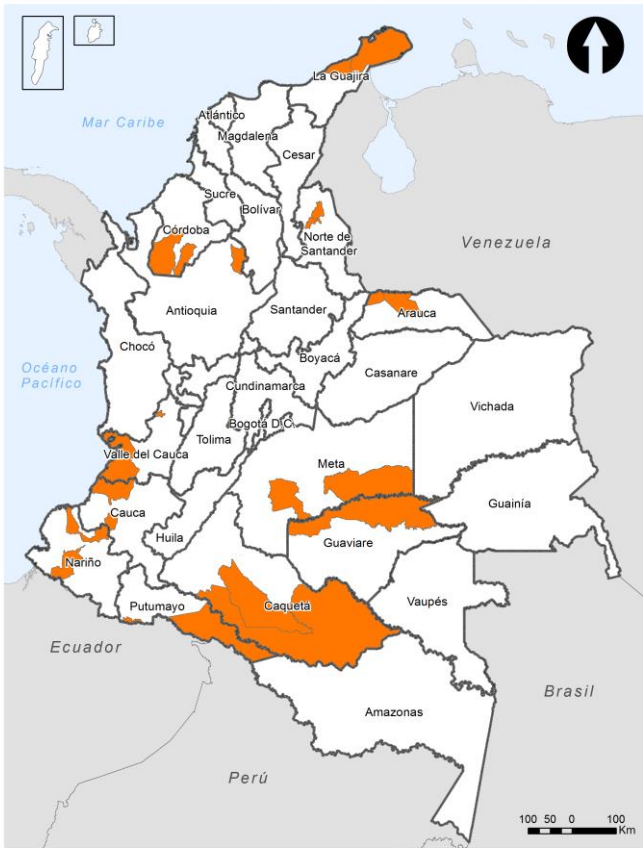 La Guajira
Mar Caribe
Atlántico
Magdalena
Cesar
Sucre
Bolívar
Córdoba
Norte de
Santander
Venezuela
Antioquia
Santander
Arauca
Chocó
Boyacá
Océano
Pacífico
Casanare
Cundinamarca
Vichada
Bogotá D.C.
Tolima
Valle del Cauca
Meta
Guainía
Cauca
Huila
Guaviare
Nariño
Caquetá
Vaupés
Putumayo
Ecuador
Brasil
Amazonas
Perú
100 50 0 100
Km